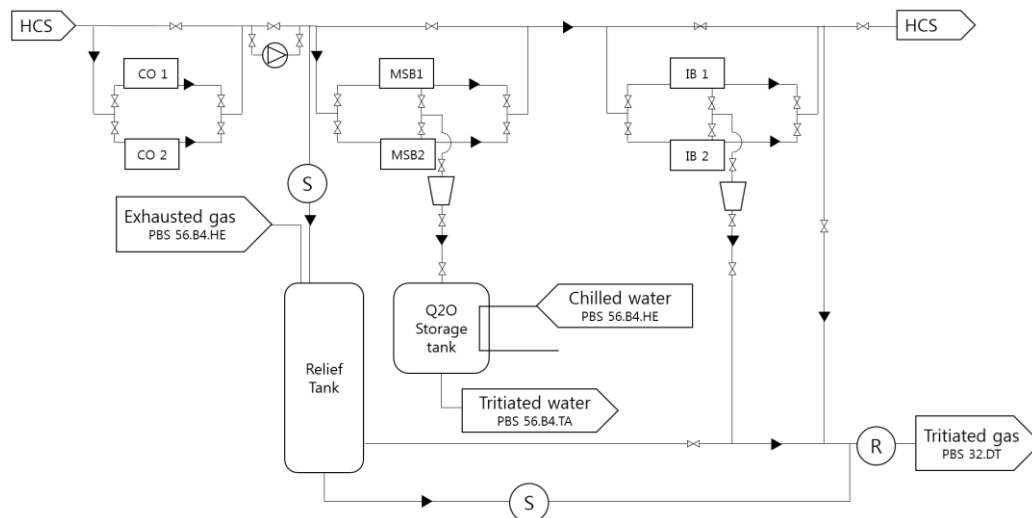 HCS
HCS
CO 1
MSB1
IB 1
CO 2
MSB2
IB 2
S
Exhausted gas
PBS 56.B4.HE
Chilled water
PBS 56.B4.HE
Q2O
Storage
tank
Relief
Tank
Tritiated water
PBS 56.B4.TA
R
Tritiated gas
PBS 32.DT
S